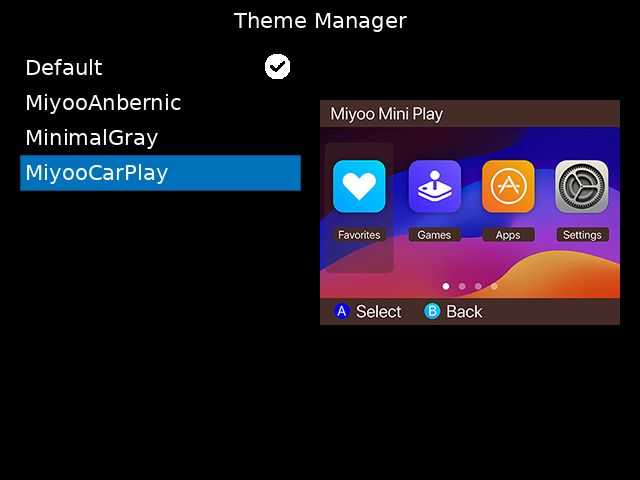 Theme Manager
Default
MiyooAnbernic
MinimalGray
MiyooCarPlay
Miyoo Mini Play
Favorites Games Apps Settings
A Select B Back